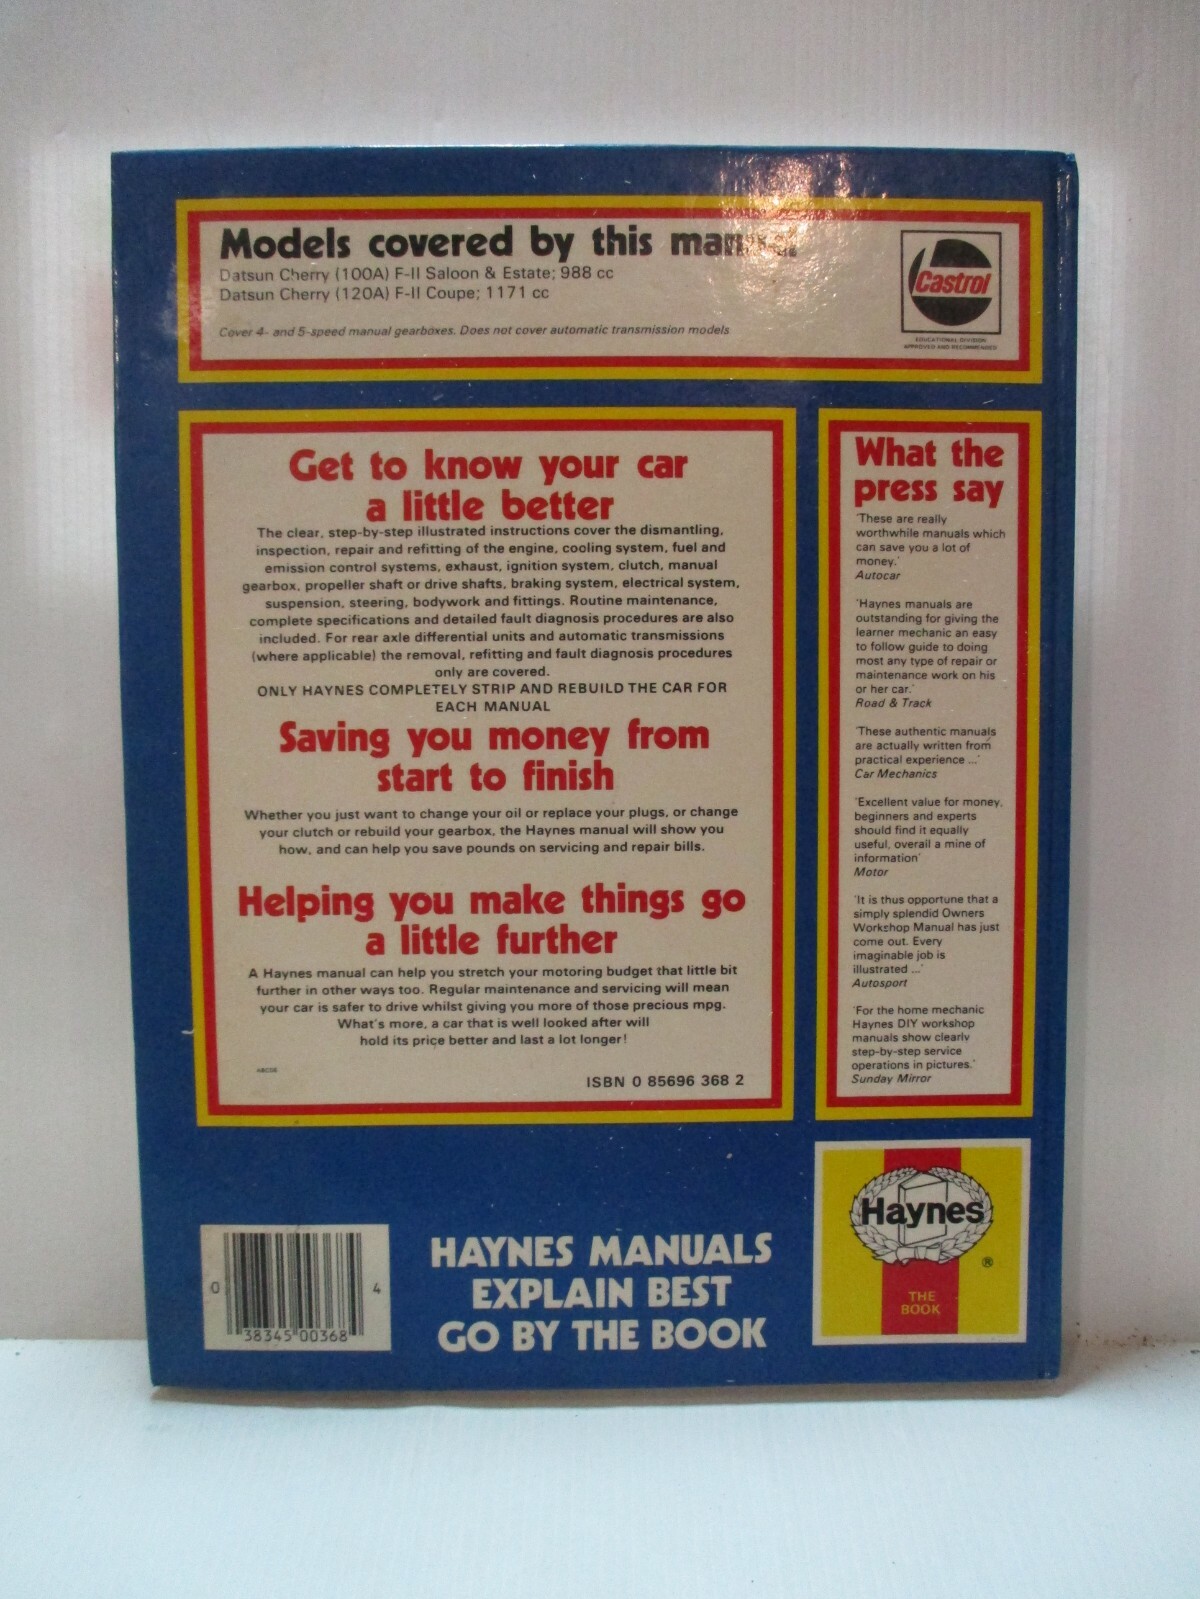 Models covered by this manual
Datsun Cherry (100A) F-II Saloon & Estate; 988 cc
Datsun Cherry (120A) F-II Coupe; 1171 cc
Cover 4- and 5-speed manual gearboxes. Does not cover automatic transmission models
Castrol
EDUCATIONAL DIVISION
APPROVED AND RECOMMENDED
Get to know your car
a little better
The clear, step-by-step illustrated instructions cover the dismantling,
inspection, repair and refitting of the engine, cooling system, fuel and
emission control systems, exhaust, ignition system, clutch, manual
gearbox, propeller shaft or drive shafts, braking system, electrical system,
suspension, steering, bodywork and fittings. Routine maintenance,
complete specifications and detailed fault diagnosis procedures are also
included. For rear axle differential units and automatic transmissions
(where applicable) the removal, refitting and fault diagnosis procedures
only are covered.
ONLY HAYNES COMPLETELY STRIP AND REBUILD THE CAR FOR
EACH MANUAL
Saving you money from
start to finish
Whether you just want to change your oil or replace your plugs, or change
your clutch or rebuild your gearbox, the Haynes manual will show you
how, and can help you save pounds on servicing and repair bills.
Helping you make things go
a little further
A Haynes manual can help you stretch your motoring budget that little bit
further in other ways too. Regular maintenance and servicing will mean
your car is safer to drive whilst giving you more of those precious mpg.
What's more, a car that is well looked after will
hold its price better and last a lot longer!
ISBN 0 85696 368 2
What the
press say
'These are really
worthwhile manuals which
can save you a lot of
money.'
Autocar
'Haynes manuals are
outstanding for giving the
learner mechanic an easy
to follow guide to doing
most any type of repair or
maintenance work on his
or her car.'
Road & Track
'These authentic manuals
are actually written from
practical experience ...'
Car Mechanics
'Excellent value for money,
beginners and experts
should find it equally
useful, overall a mine of
information'
Motor
'It is thus opportune that a
simply splendid Owners
Workshop Manual has just
come out. Every
imaginable job is
illustrated ...'
Autosport
'For the home mechanic
Haynes DIY workshop
manuals show clearly
step-by-step service
operations in pictures.'
Sunday Mirror
0 38345 00368 4
HAYNES MANUALS
EXPLAIN BEST
GO BY THE BOOK
Haynes
®
THE
BOOK